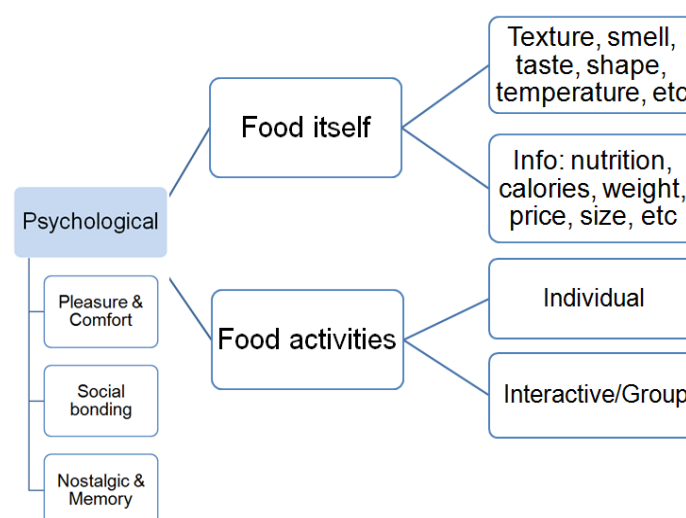 Texture, smell,
taste, shape,
temperature, etc
Food itself
Info: nutrition,
calories, weight,
price, size, etc
Psychological
Pleasure &
Comfort
Individual
Food activities
Social
bonding
Interactive/Group
Nostalgic &
Memory